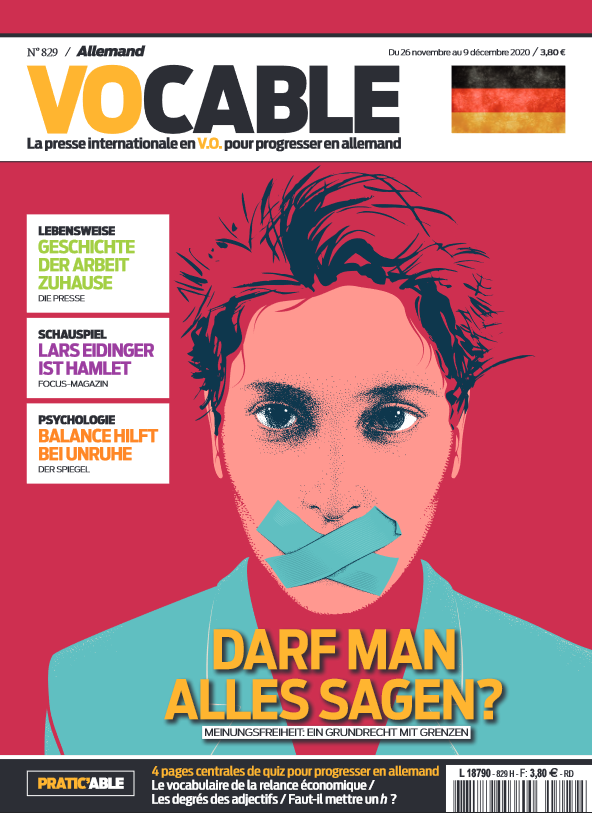 N° 829 / Allemand
Du 26 novembre au 9 décembre 2020 / 3,80 €
VOCABLE
La presse internationale en V.O. pour progresser en allemand
LEBENSWEISE
GESCHICHTE
DER ARBEIT
ZUHAUSE
DIE PRESSE
SCHAUSPIEL
LARS EIDINGER
IST HAMLET
FOCUS-MAGAZIN
PSYCHOLOGIE
BALANCE HILFT
BEI UNRUHE
DER SPIEGEL
DARF MAN
ALLES SAGEN?
MEINUNGSFREIHEIT: EIN GRUNDRECHT MIT GRENZEN
PRATIC'ABLE
4 pages centrales de quiz pour progresser en allemand
Le vocabulaire de la relance économique /
Les degrés des adjectifs / Faut-il mettre un h ?
L 18790 - 829 H - F: 3,80 € - RD